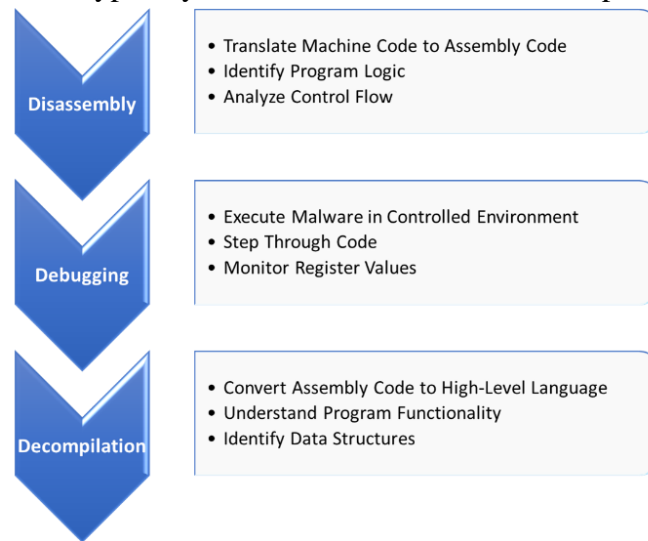 Disassembly
• Translate Machine Code to Assembly Code
• Identify Program Logic
• Analyze Control Flow
Debugging
• Execute Malware in Controlled Environment
• Step Through Code
• Monitor Register Values
Decompilation
• Convert Assembly Code to High-Level Language
• Understand Program Functionality
• Identify Data Structures